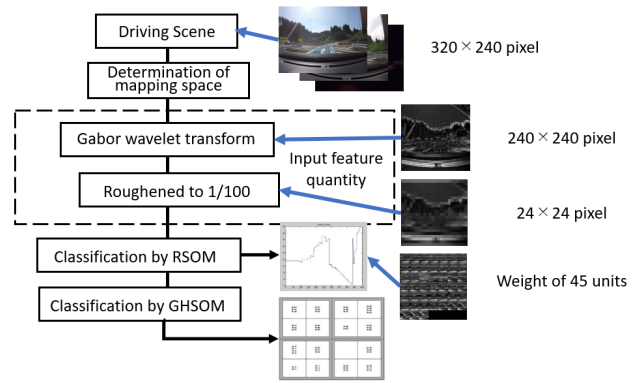 Driving Scene
320×240 pixel
Determination of
mapping space
Gabor wavelet transform
240×240 pixel
Input feature
quantity
Roughened to 1/100
24×24 pixel
Classification by RSOM
Weight of 45 units
Classification by GHSOM